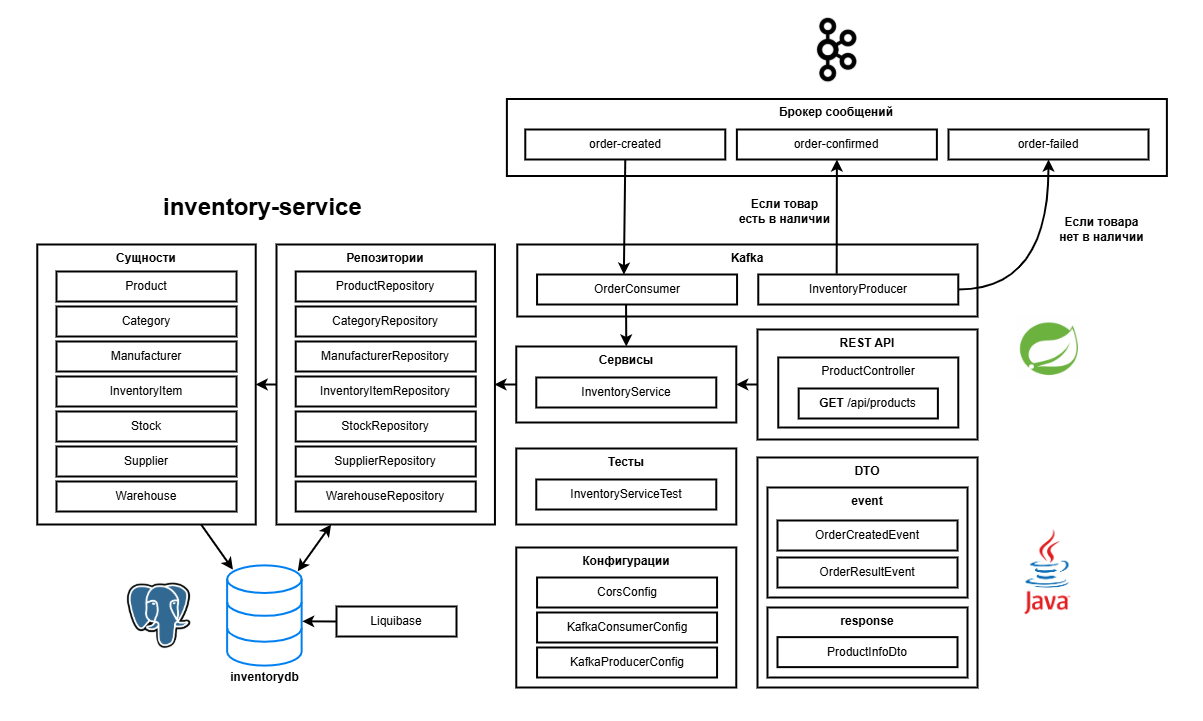 Брокер сообщений
order-created
order-confirmed
order-failed
Если товар
есть в наличии
Если товара
нет в наличии
inventory-service
Сущности
Product
Category
Manufacturer
InventoryItem
Stock
Supplier
Warehouse
Репозитории
ProductRepository
CategoryRepository
ManufacturerRepository
InventoryItemRepository
StockRepository
SupplierRepository
WarehouseRepository
Kafka
OrderConsumer
InventoryProducer
Сервисы
InventoryService
REST API
ProductController
GET /api/products
Тесты
InventoryServiceTest
DTO
event
OrderCreatedEvent
OrderResultEvent
response
ProductInfoDto
Конфигурации
CorsConfig
KafkaConsumerConfig
KafkaProducerConfig
Liquibase
inventorydb
Java